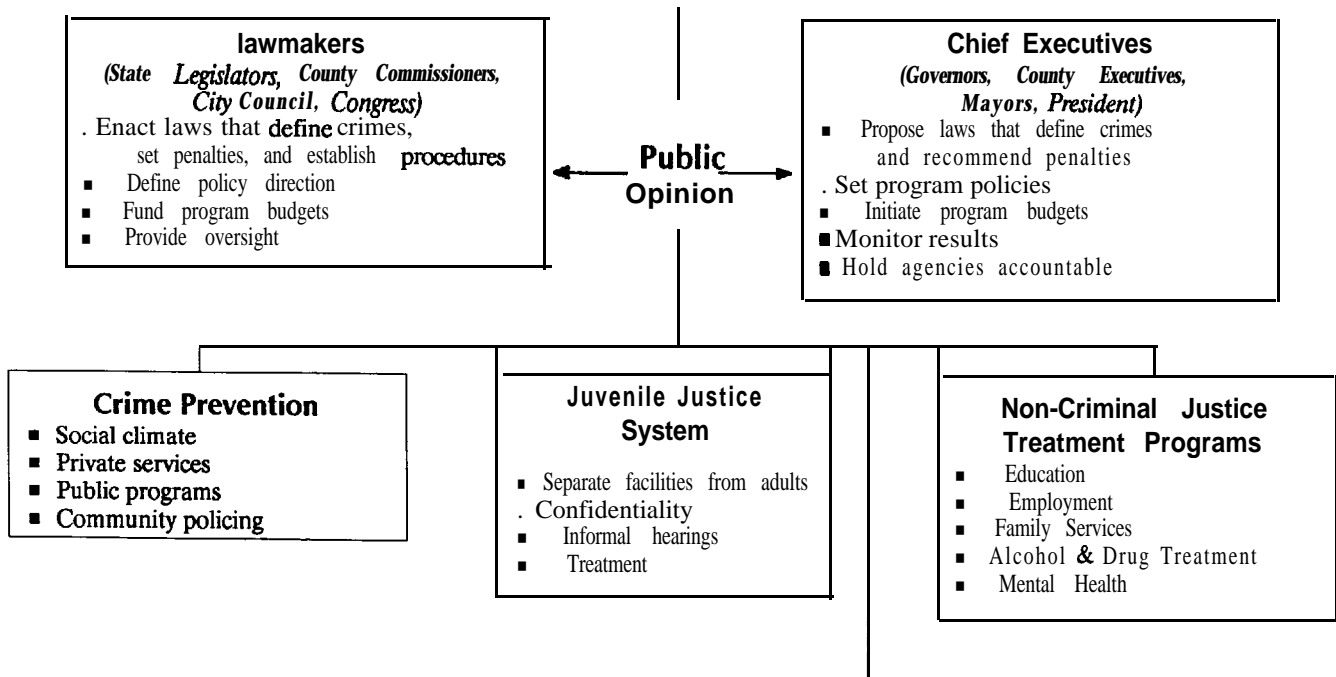 lawmakers
(State Legislators, County Commissioners,
City Council, Congress)
. Enact laws that define crimes,
set penalties, and establish procedures
▪ Define policy direction
▪ Fund program budgets
▪ Provide oversight
Public
Opinion
Chief Executives
(Governors, County Executives,
Mayors, President)
▪ Propose laws that define crimes
and recommend penalties
. Set program policies
▪ Initiate program budgets
▪ Monitor results
▪ Hold agencies accountable
Crime Prevention
▪ Social climate
▪ Private services
▪ Public programs
▪ Community policing
Juvenile Justice
System
▪ Separate facilities from adults
. Confidentiality
▪ Informal hearings
▪ Treatment
Non-Criminal Justice
Treatment Programs
▪ Education
▪ Employment
▪ Family Services
▪ Alcohol & Drug Treatment
▪ Mental Health